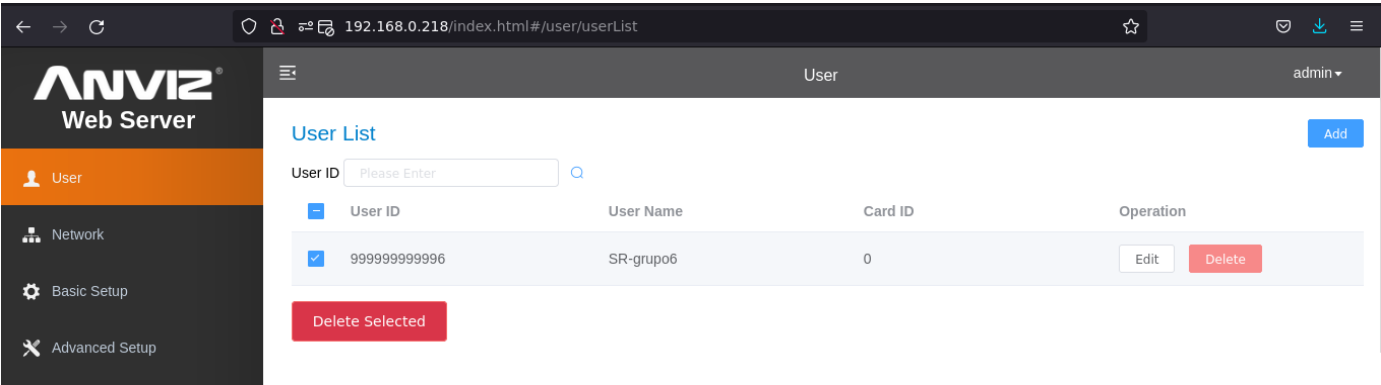 192.168.0.218/index.html#/user/userList
ANVIZ®
Web Server
User
admin
User
Network
Basic Setup
Advanced Setup
User List
Add
User ID Please Enter
User ID User Name Card ID Operation
999999999996 SR-grupo6 0 Edit Delete
Delete Selected